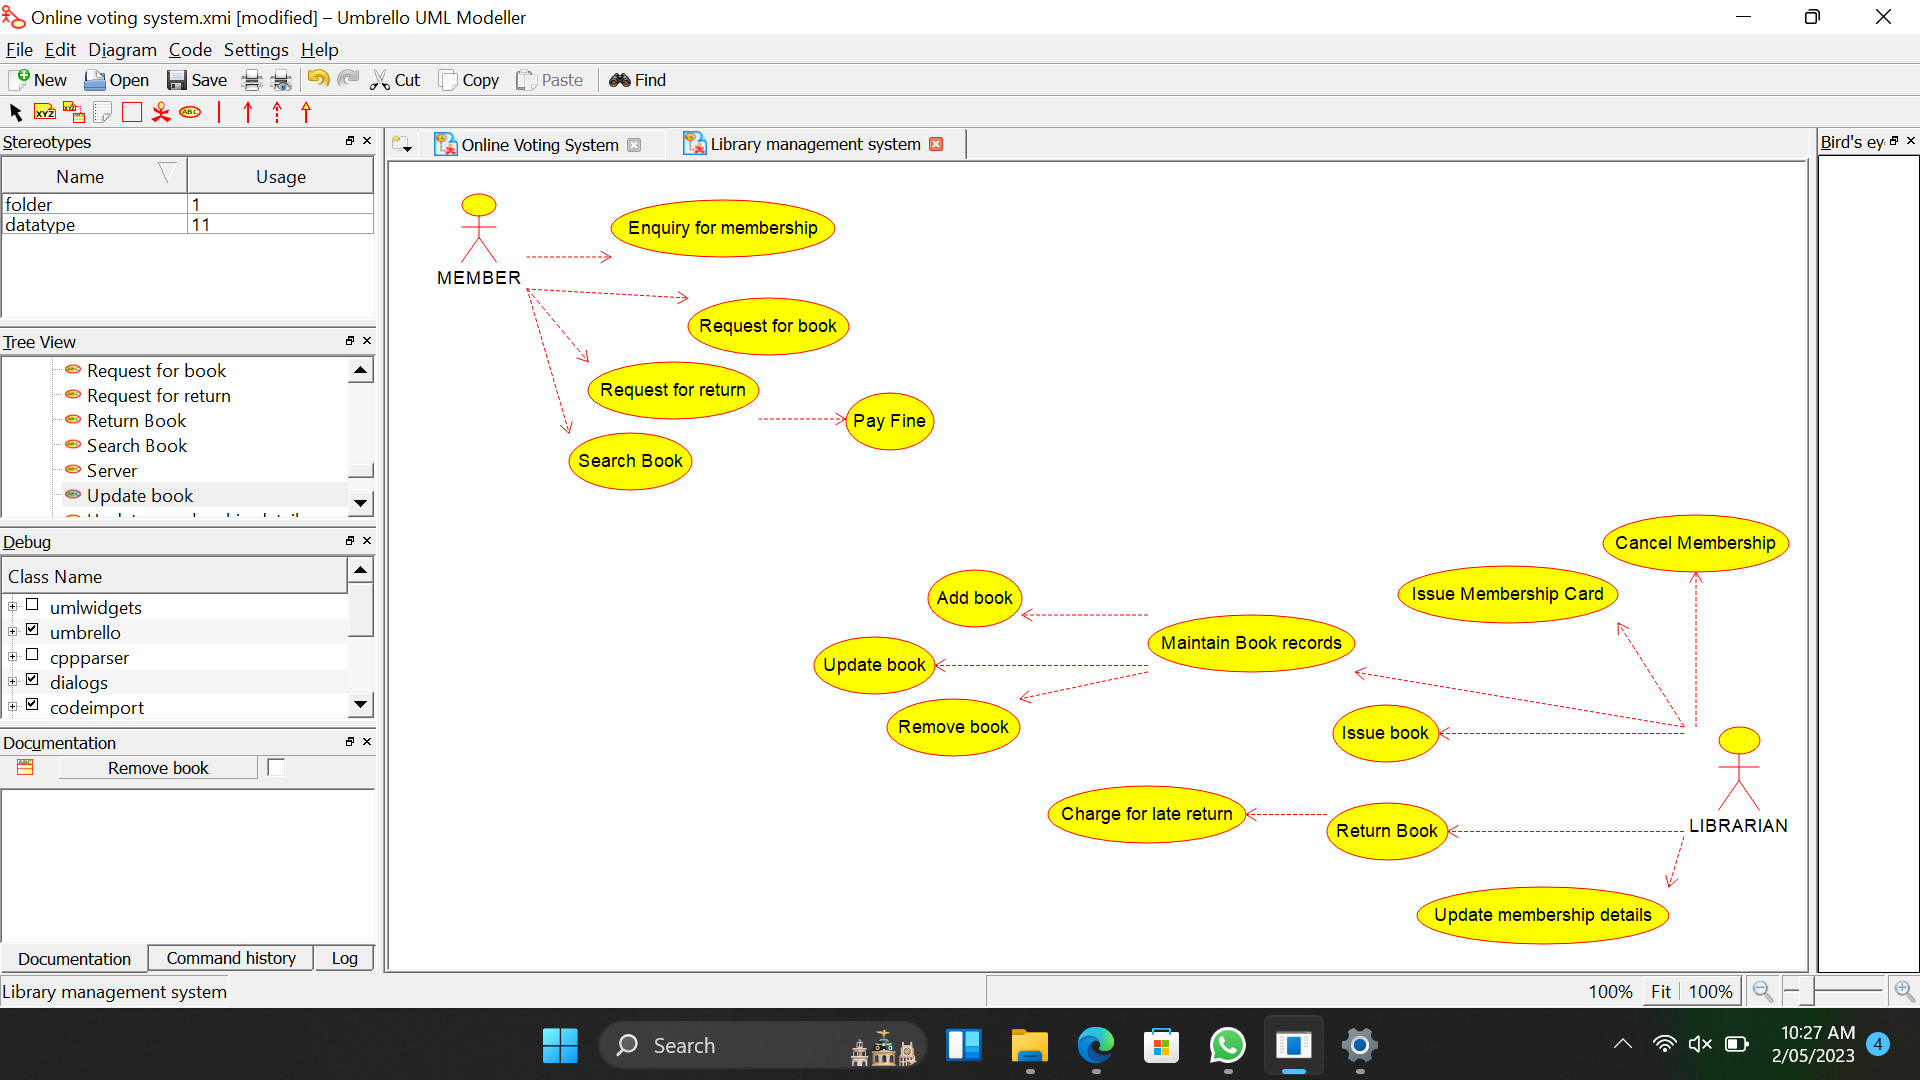 Online voting system.xmi [modified] – Umbrello UML Modeller
File Edit Diagram Code Settings Help
New Open Save Cut Copy Paste Find
XYZ XYZ ABC
Stereotypes
Name Usage
folder 1
datatype 11
Tree View
Request for book
Request for return
Return Book
Search Book
Server
Update book
Debug
Class Name
umlwidgets
umbrello
cppparser
dialogs
codeimport
Documentation
Remove book
Documentation Command history Log
Online Voting System Library management system
Bird's ey
MEMBER
Enquiry for membership
Request for book
Request for return
Pay Fine
Search Book
Cancel Membership
Issue Membership Card
Add book
Maintain Book records
Update book
Remove book
Issue book
Charge for late return
Return Book
LIBRARIAN
Update membership details
Library management system
100% Fit 100%
Search
10:27 AM
2/05/2023
4